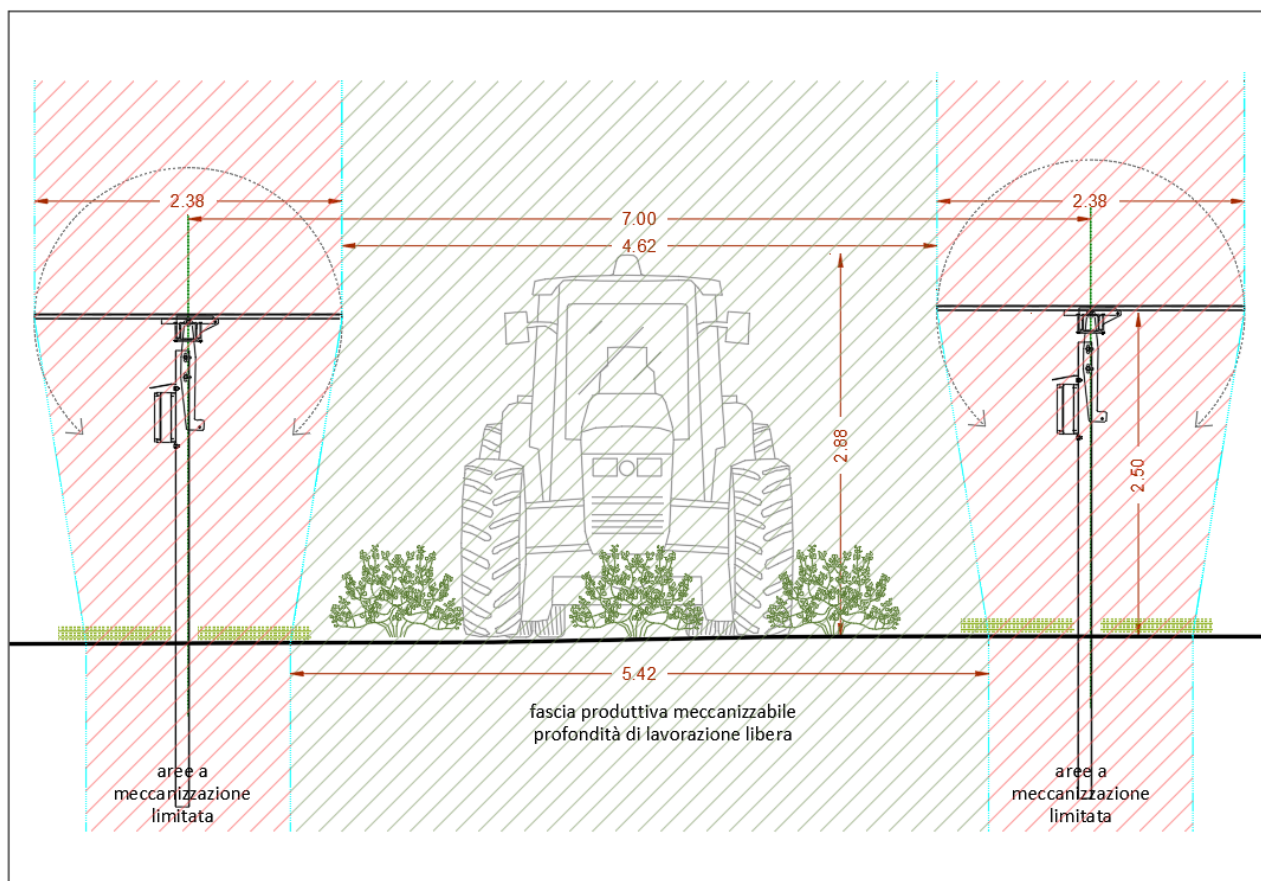 2.38
2.38
7.00
4.62
2.88
2.50
5.42
fascia produttiva meccanizzabile
profondità di lavorazione libera
aree a
meccanizzazione
limitata
aree a
meccanizzazione
limitata